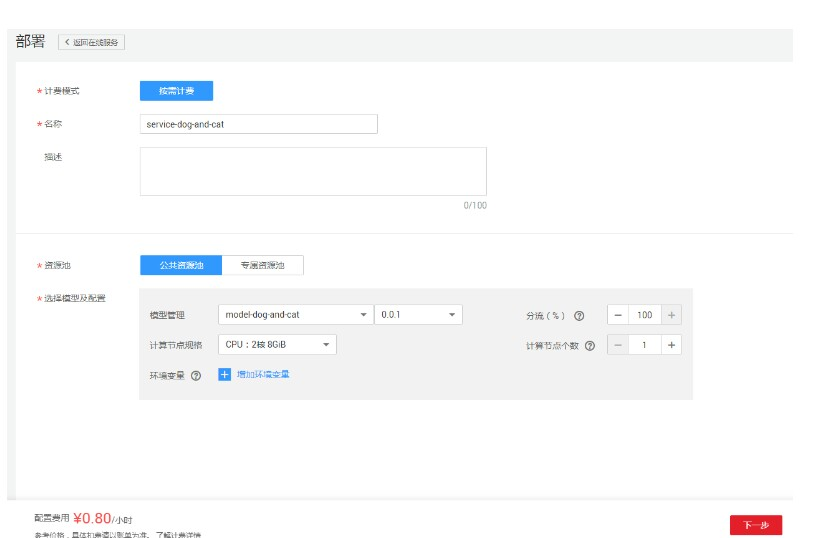 部署 返回在线服务
* 计费模式 按需计费
* 名称 service-dog-and-cat
描述
0/100
* 资源池 公共资源池 专属资源池
* 选择模型及配置
模型管理 model-dog-and-cat 0.0.1 分流（%） ? − 100 +
计算节点规格 CPU：2核 8GiB 计算节点个数 ? − 1 +
环境变量 ? + 增加环境变量
配置费用 ¥0.80/小时 下一步
参考价格，具体扣费请以账单为准。 了解计费详情